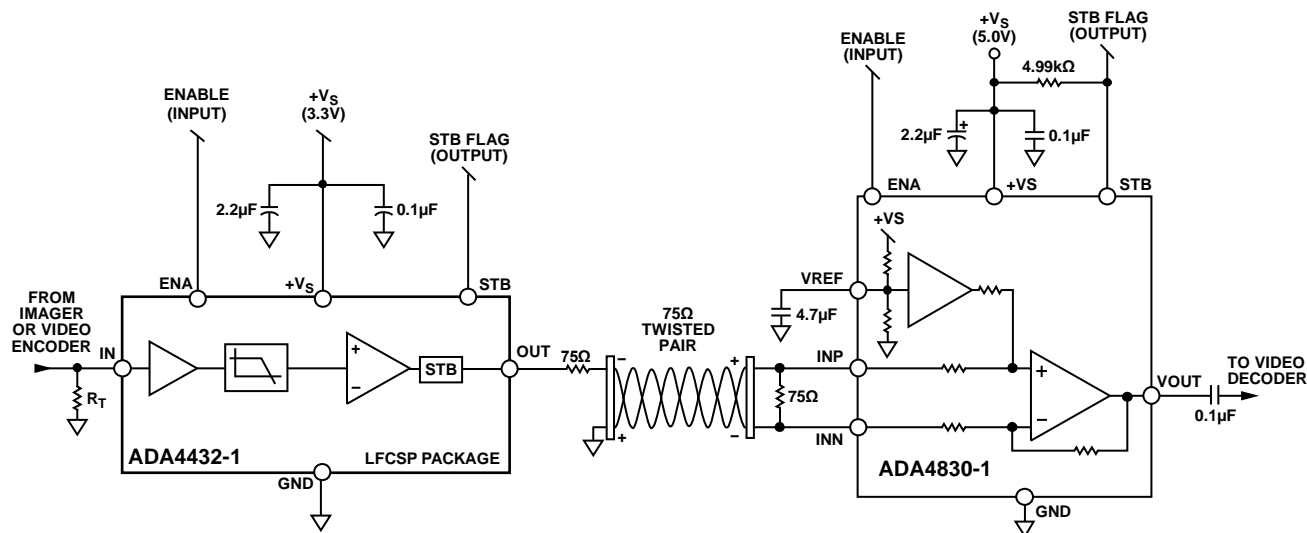 ENABLE
(INPUT)
+VS
(3.3V)
STB FLAG
(OUTPUT)
2.2µF
0.1µF
ENA
+VS
STB
FROM
IMAGER
OR VIDEO
ENCODER
IN
RT
STB
OUT
ADA4432-1
LFCSP PACKAGE
GND
75Ω
75Ω
TWISTED
PAIR
–
+
+
–
+
–
75Ω
ENABLE
(INPUT)
+VS
(5.0V)
STB FLAG
(OUTPUT)
4.99kΩ
2.2µF
+
0.1µF
ENA
+VS
STB
+VS
VREF
4.7µF
INP
INN
+
–
VOUT
TO VIDEO
DECODER
0.1µF
ADA4830-1
GND